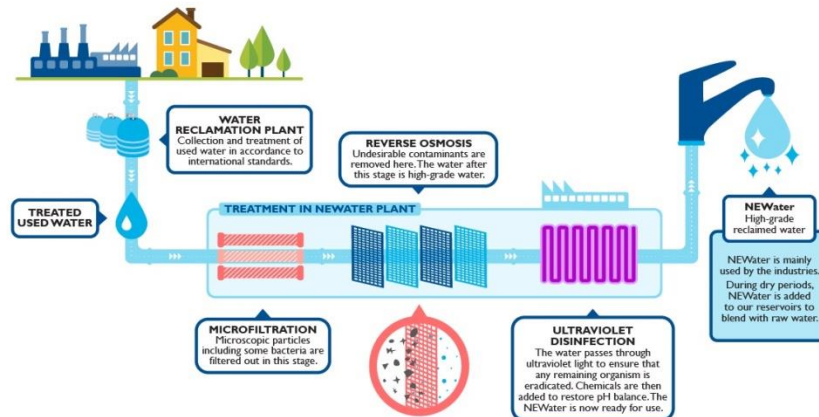 WATER
RECLAMATION PLANT
Collection and treatment of
used water in accordance to
international standards.
TREATED
USED WATER
REVERSE OSMOSIS
Undesirable contaminants are
removed here. The water after
this stage is high-grade water.
TREATMENT IN NEWATER PLANT
MICROFILTRATION
Microscopic particles
including some bacteria are
filtered out in this stage.
ULTRAVIOLET
DISINFECTION
The water passes through
ultraviolet light to ensure that
any remaining organism is
eradicated. Chemicals are then
added to restore pH balance. The
NEWater is now ready for use.
NEWater
High-grade
reclaimed water
NEWater is mainly
used by the industries.
During dry periods,
NEWater is added
to our reservoirs to
blend with raw water.